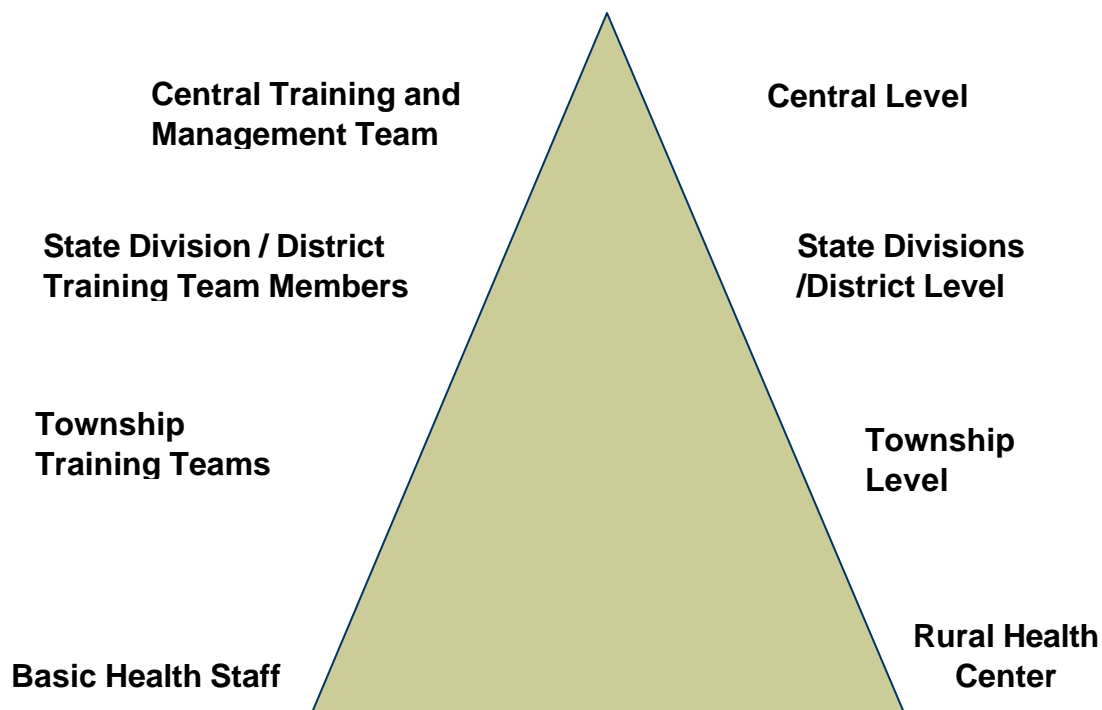 Central Training and
Management Team
Central Level
State Division / District
Training Team Members
State Divisions
/District Level
Township
Training Teams
Township
Level
Basic Health Staff
Rural Health
Center